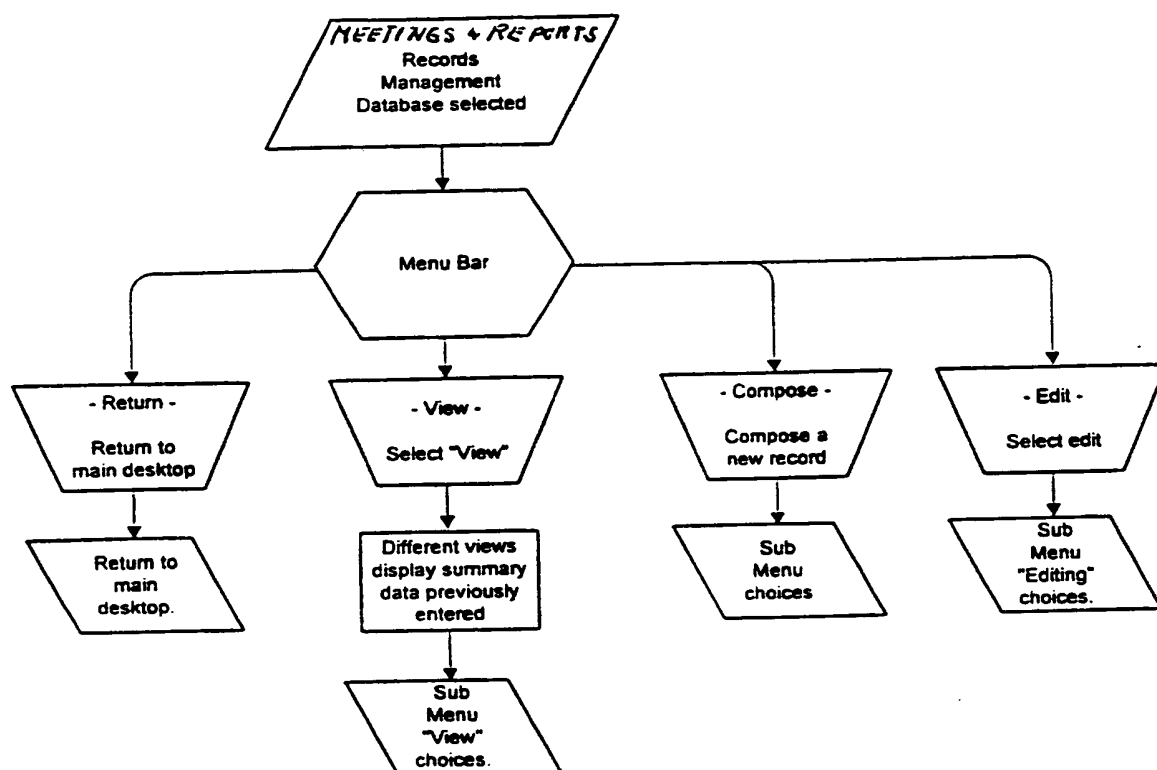 MEETINGS & REPORTS
Records
Management
Database selected
Menu Bar
- Return -
Return to
main desktop
- View -
Select "View"
- Compose -
Compose a
new record
- Edit -
Select edit
Return to
main
desktop.
Different views
display summary
data previously
entered
Sub
Menu
choices
Sub
Menu
"Editing"
choices.
Sub
Menu
"View"
choices.